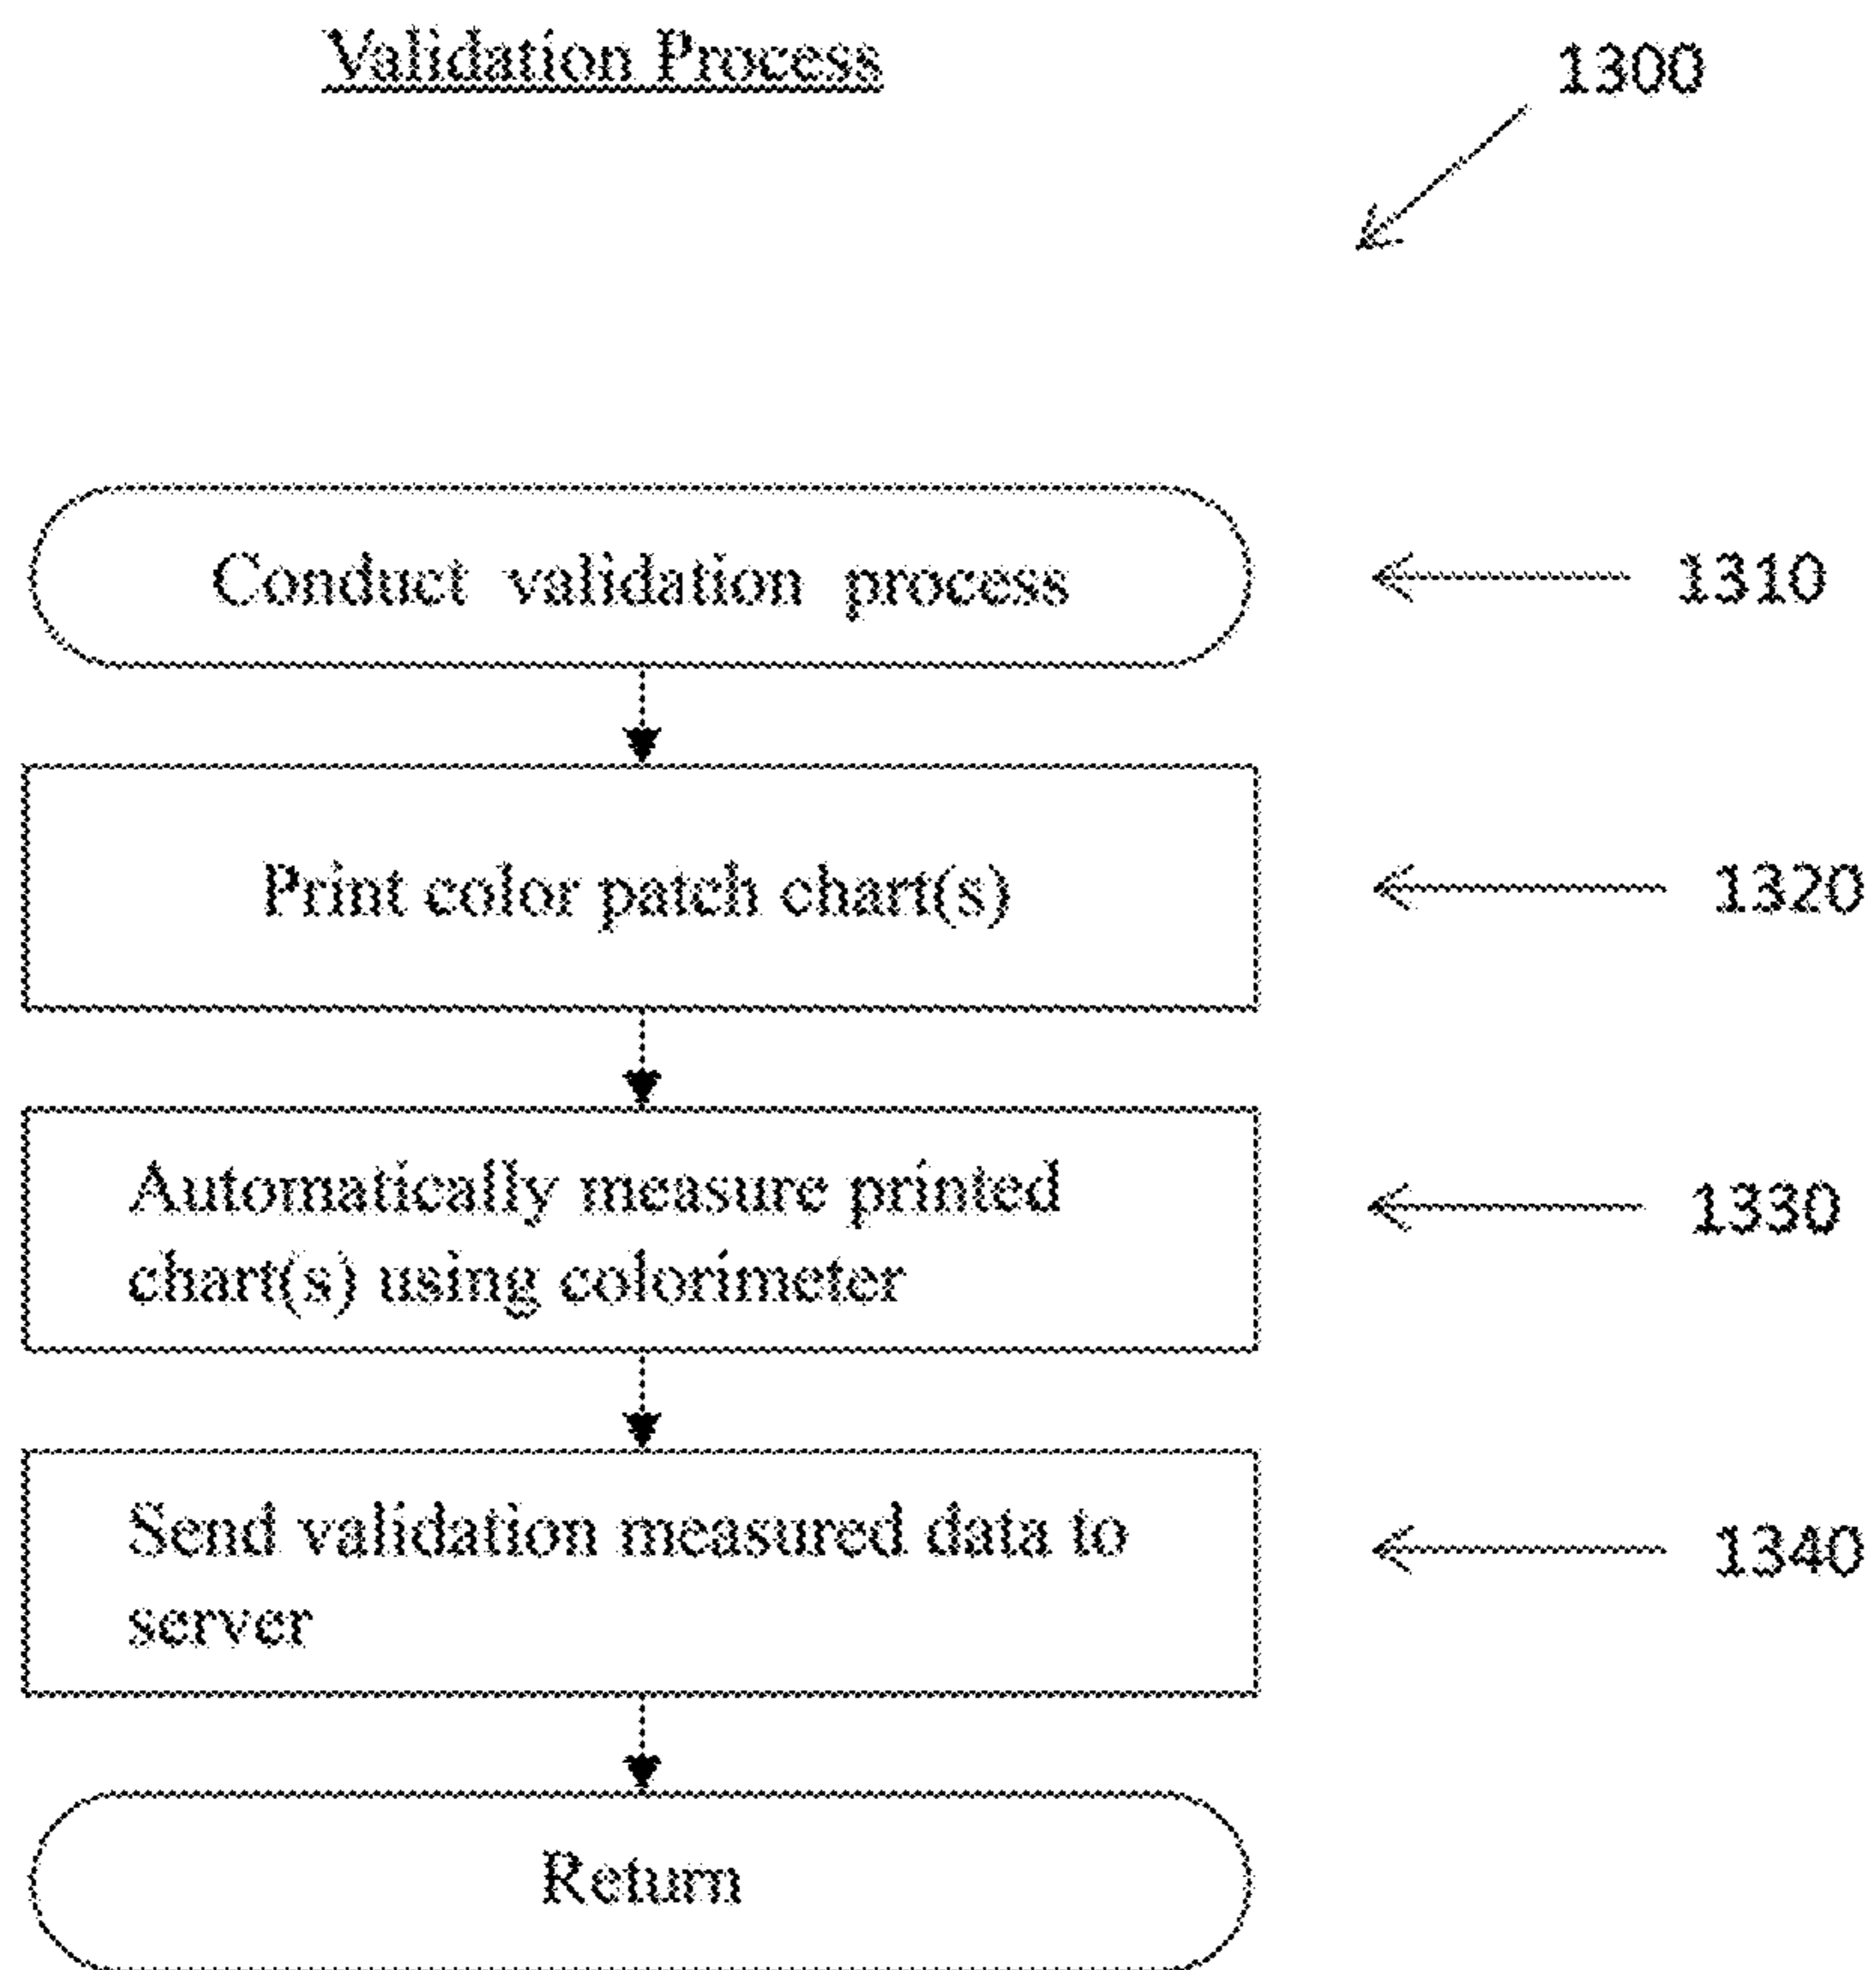 Validation Process
1300
Conduct validation process
1310
Print color patch chart(s)
1320
Automatically measure printed
chart(s) using colorimeter
1330
Send validation measured data to
server
1340
Return